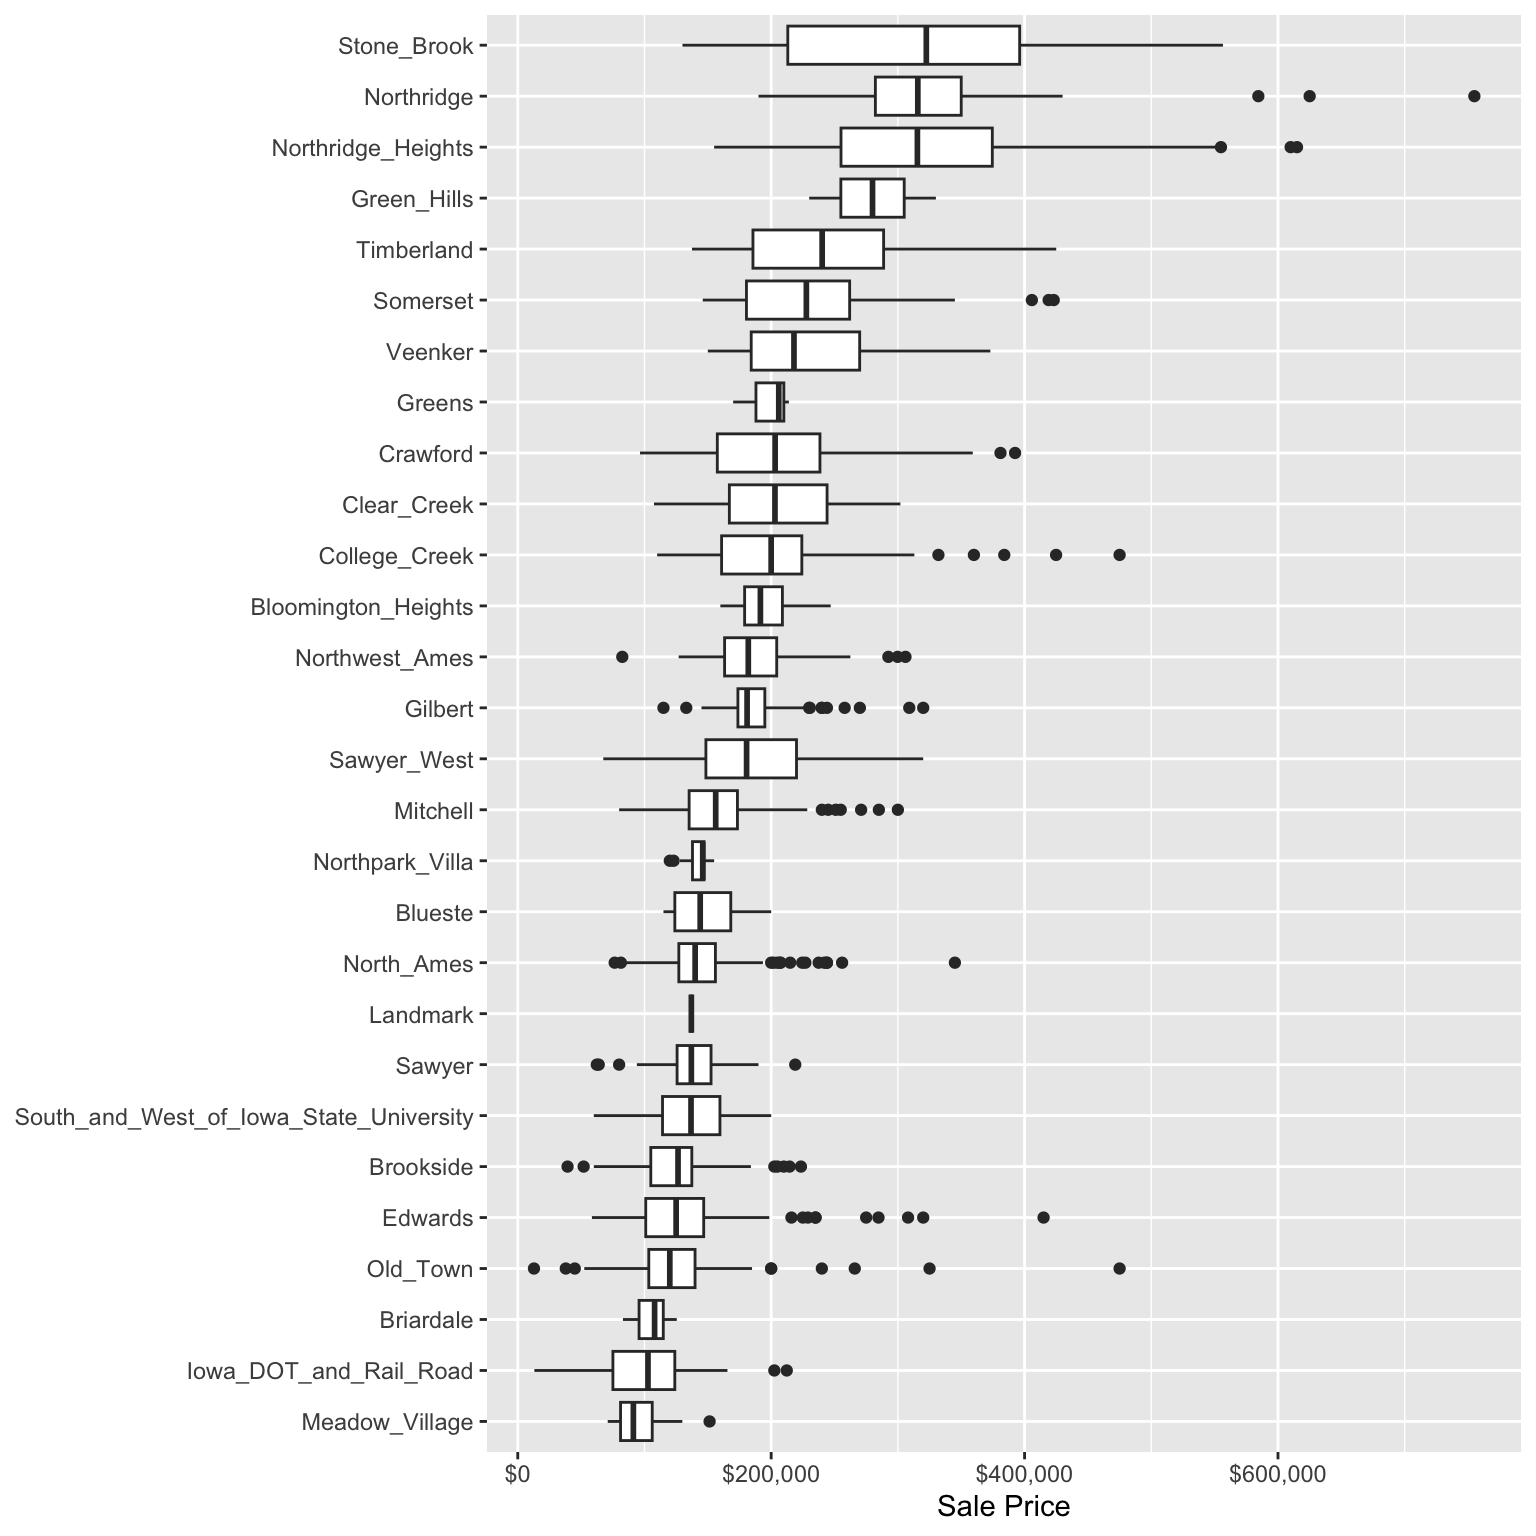 Stone_Brook
Northridge
Northridge_Heights
Green_Hills
Timberland
Somerset
Veenker
Greens
Crawford
Clear_Creek
College_Creek
Bloomington_Heights
Northwest_Ames
Gilbert
Sawyer_West
Mitchell
Northpark_Villa
Blueste
North_Ames
Landmark
Sawyer
South_and_West_of_Iowa_State_University
Brookside
Edwards
Old_Town
Briardale
Iowa_DOT_and_Rail_Road
Meadow_Village
$0 $200,000 $400,000 $600,000
Sale Price